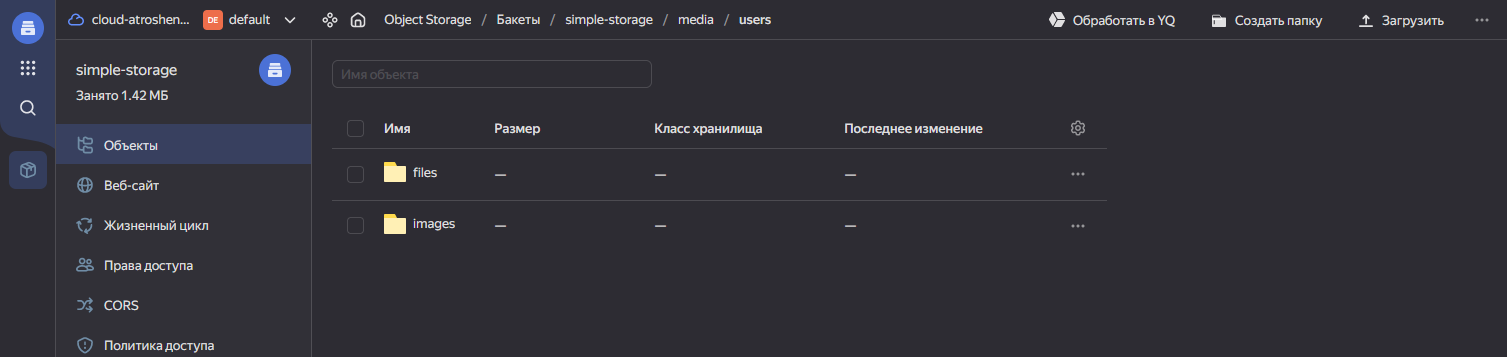 cloud-atroshen... DE default Object Storage / Бакеты / simple-storage / media / users Обработать в YQ Создать папку Загрузить
simple-storage
Занято 1.42 МБ
Объекты
Веб-сайт
Жизненный цикл
Права доступа
CORS
Политика доступа
Имя объекта
Имя Размер Класс хранилища Последнее изменение
files — — —
images — — —